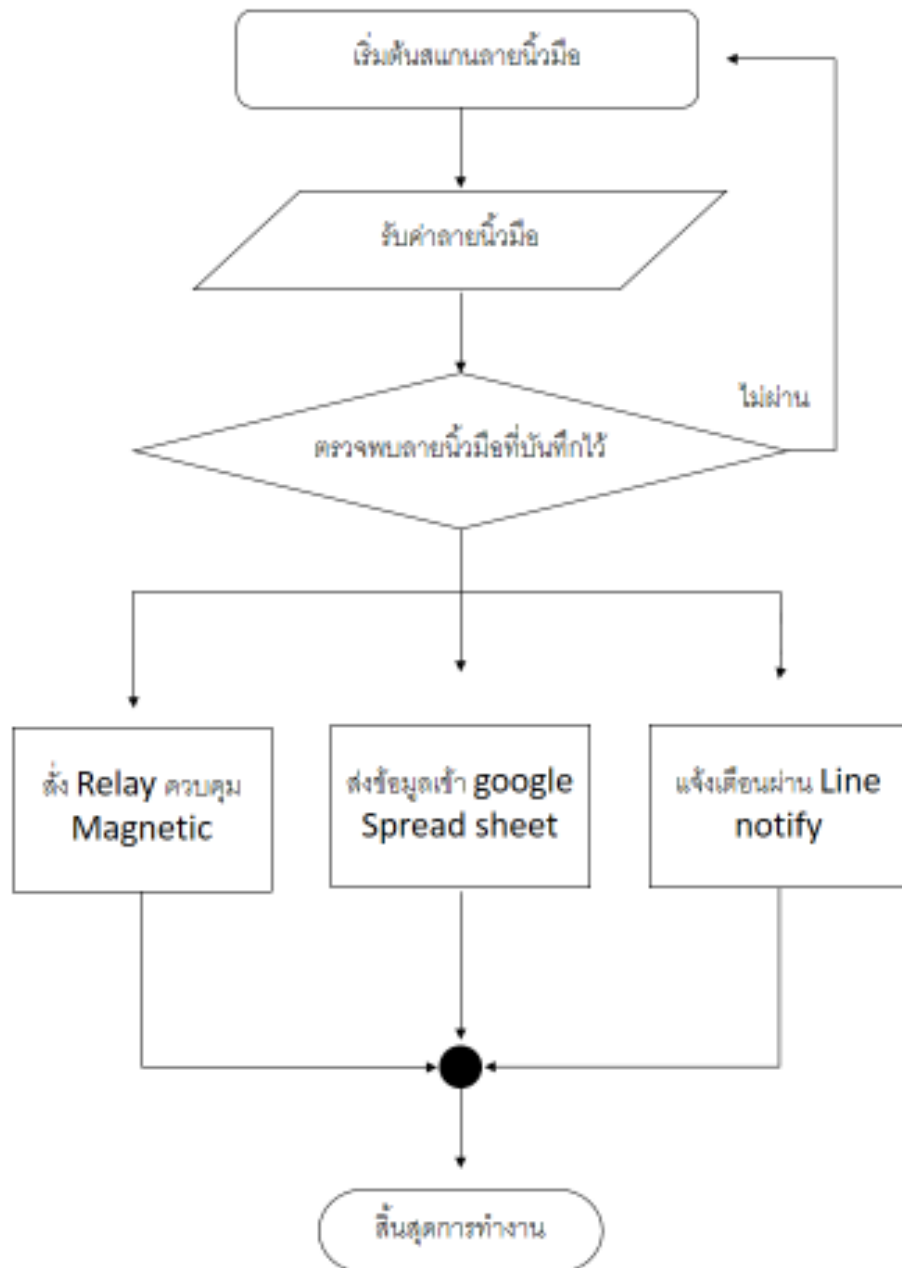 เริ่มต้นสแกนลายนิ้วมือ
รับค่าลายนิ้วมือ
ไม่ผ่าน
ตรวจพบลายนิ้วมือที่บันทึกไว้
สั่ง Relay ควบคุม
Magnetic
ส่งข้อมูลเข้า google
Spread sheet
แจ้งเตือนผ่าน Line
notify
สิ้นสุดการทำงาน